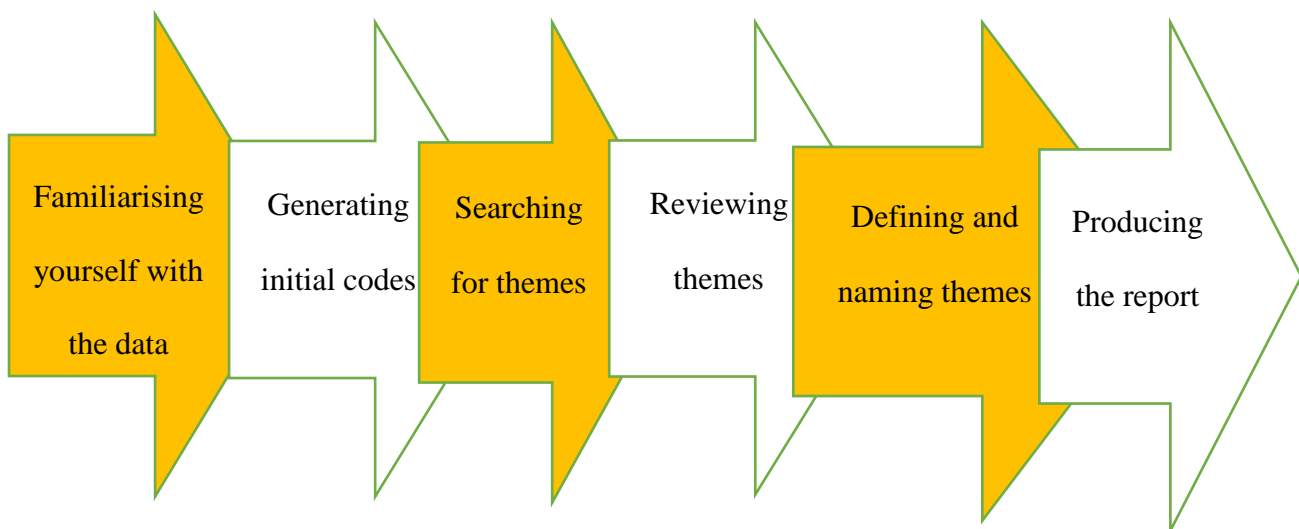 Familiarising
yourself with
the data
Generating
initial codes
Searching
for themes
Reviewing
themes
Defining and
naming themes
Producing
the report